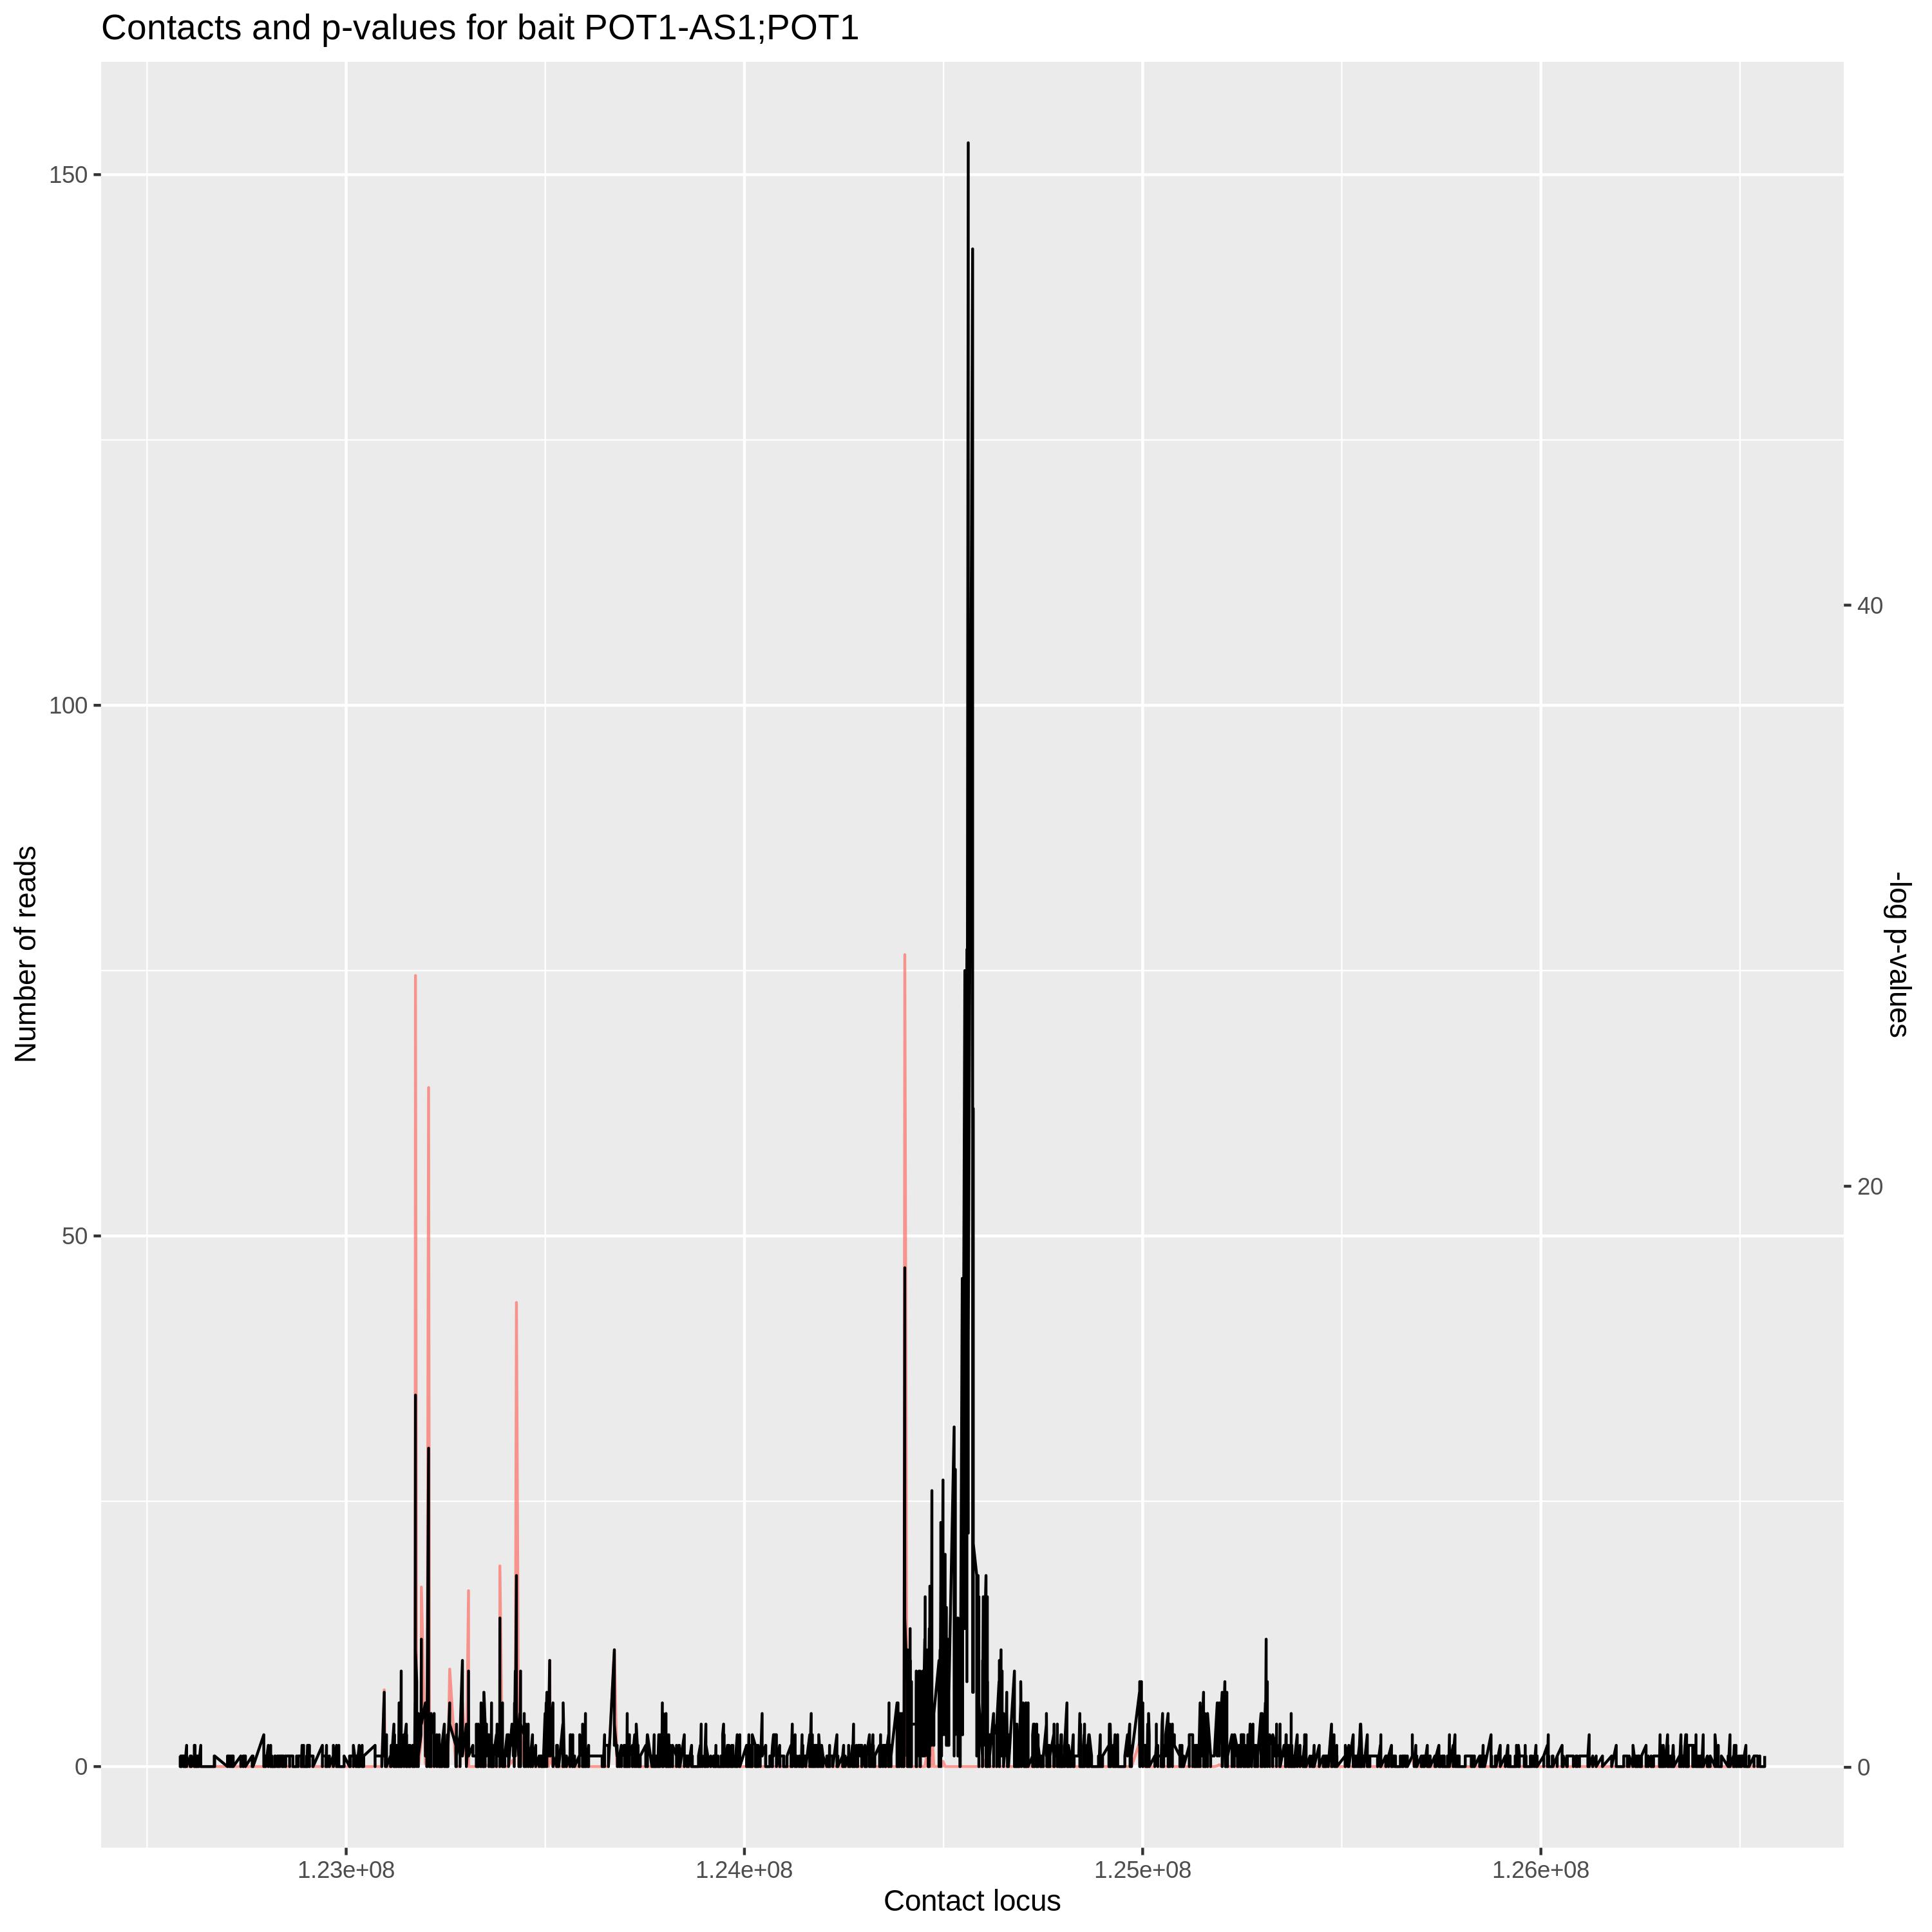 Contacts and p-values for bait POT1-AS1;POT1
150
100
50
0
Number of reads
40
20
0
-log p-values
1.23e+08
1.24e+08
1.25e+08
1.26e+08
Contact locus